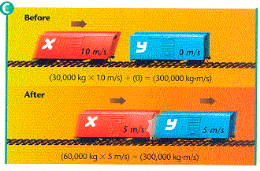 C
Before
x 10 m/s y 0 m/s
(30,000 kg × 10 m/s) + (0) = (300,000 kg-m/s)
After
x 5 m/s y 5 m/s
(60,000 kg × 5 m/s) = (300,000 kg-m/s)